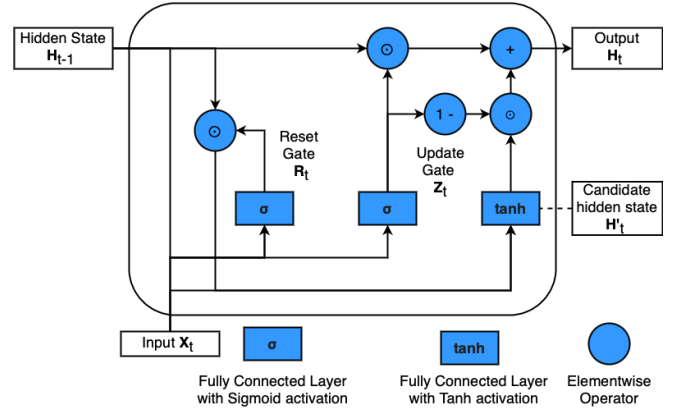 Hidden State
Ht-1
⊙
+
Output
Ht
⊙
Reset
Gate
Rt
1 -
⊙
Update
Gate
Zt
σ
σ
tanh
Candidate
hidden state
H't
Input Xt
σ
tanh
Fully Connected Layer
with Sigmoid activation
Fully Connected Layer
with Tanh activation
Elementwise
Operator